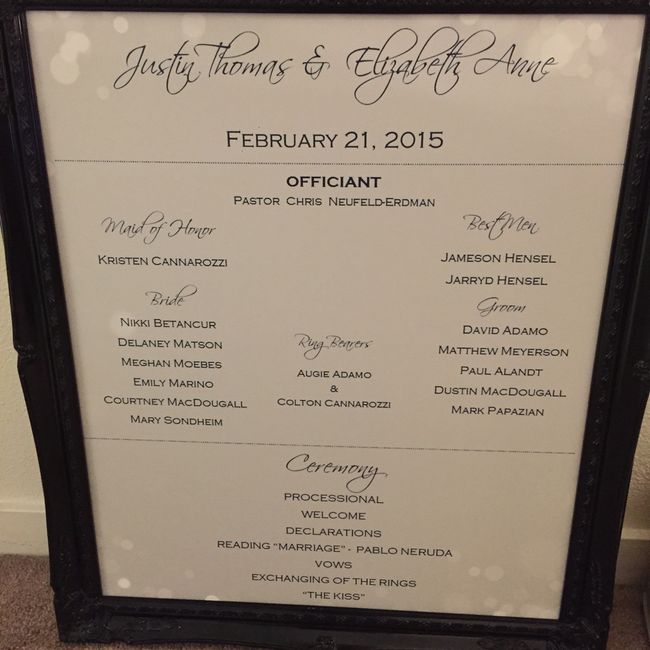 Justin Thomas & Elizabeth Anne
FEBRUARY 21, 2015
OFFICIANT
PASTOR CHRIS NEUFELD-ERDMAN
Maid of Honor
KRISTEN CANNAROZZI
Best Men
JAMESON HENSEL
JARRYD HENSEL
Bride
NIKKI BETANCUR
DELANEY MATSON
MEGHAN MOEBES
EMILY MARINO
COURTNEY MACDOUGALL
MARY SONDHEIM
Ring Bearers
AUGIE ADAMO
&
COLTON CANNAROZZI
Groom
DAVID ADAMO
MATTHEW MEYERSON
PAUL ALANDT
DUSTIN MACDOUGALL
MARK PAPAZIAN
Ceremony
PROCESSIONAL
WELCOME
DECLARATIONS
READING "MARRIAGE" - PABLO NERUDA
VOWS
EXCHANGING OF THE RINGS
"THE KISS"